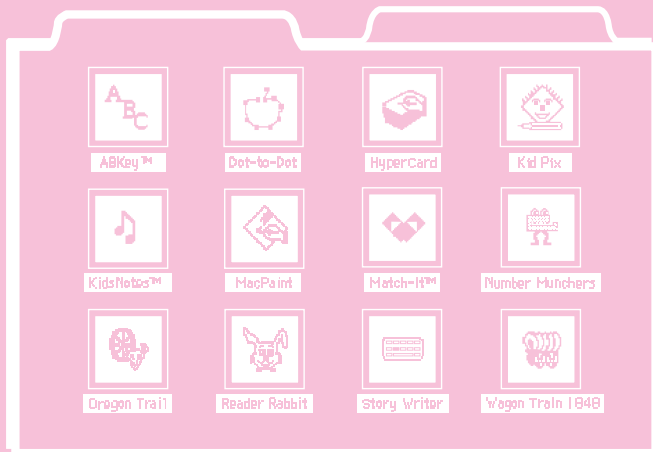 ABC
ABKey™
Dot-to-Dot
HyperCard
Kid Pix
KidsNotes™
MacPaint
Match-It™
Number Munchers
Oregon Trail
Reader Rabbit
Story Writer
Wagon Train 1848